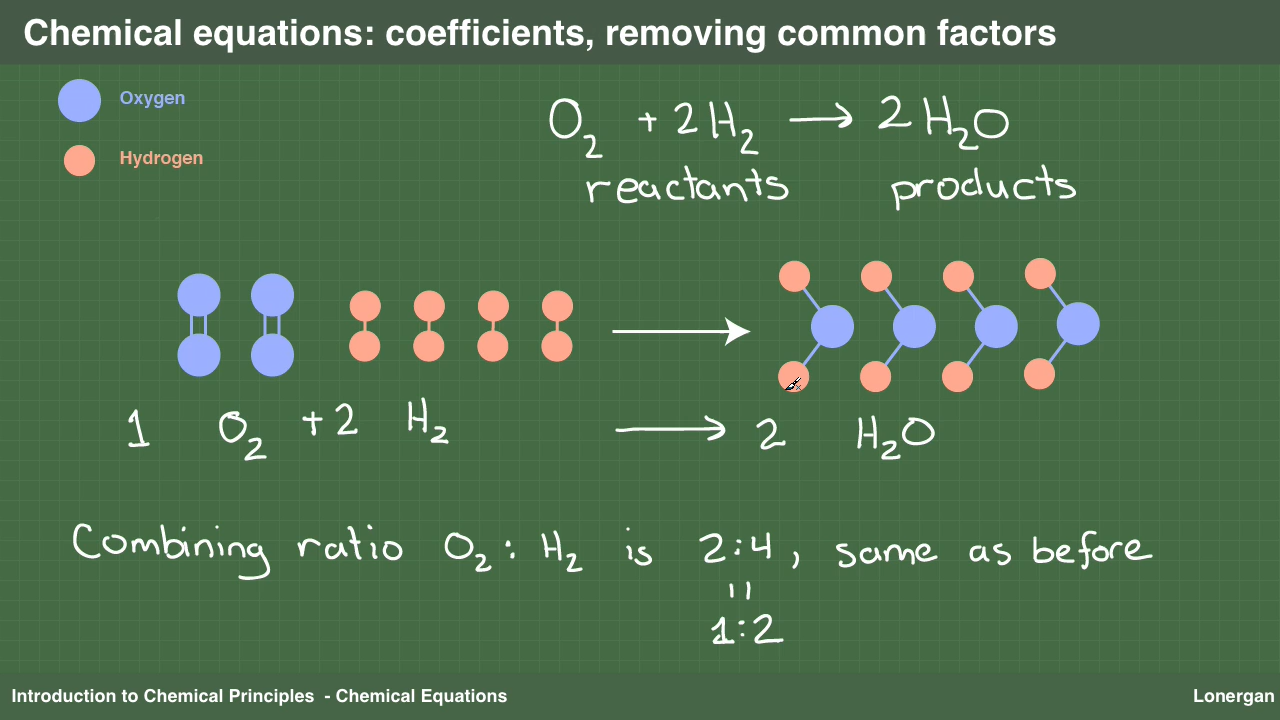 Chemical equations: coefficients, removing common factors
Oxygen
Hydrogen
O₂ + 2H₂ → 2H₂O
reactants products
1 O₂ + 2 H₂ → 2 H₂O
Combining ratio O₂ : H₂ is 2:4, same as before
=
1:2
Introduction to Chemical Principles - Chemical Equations
Lonergan